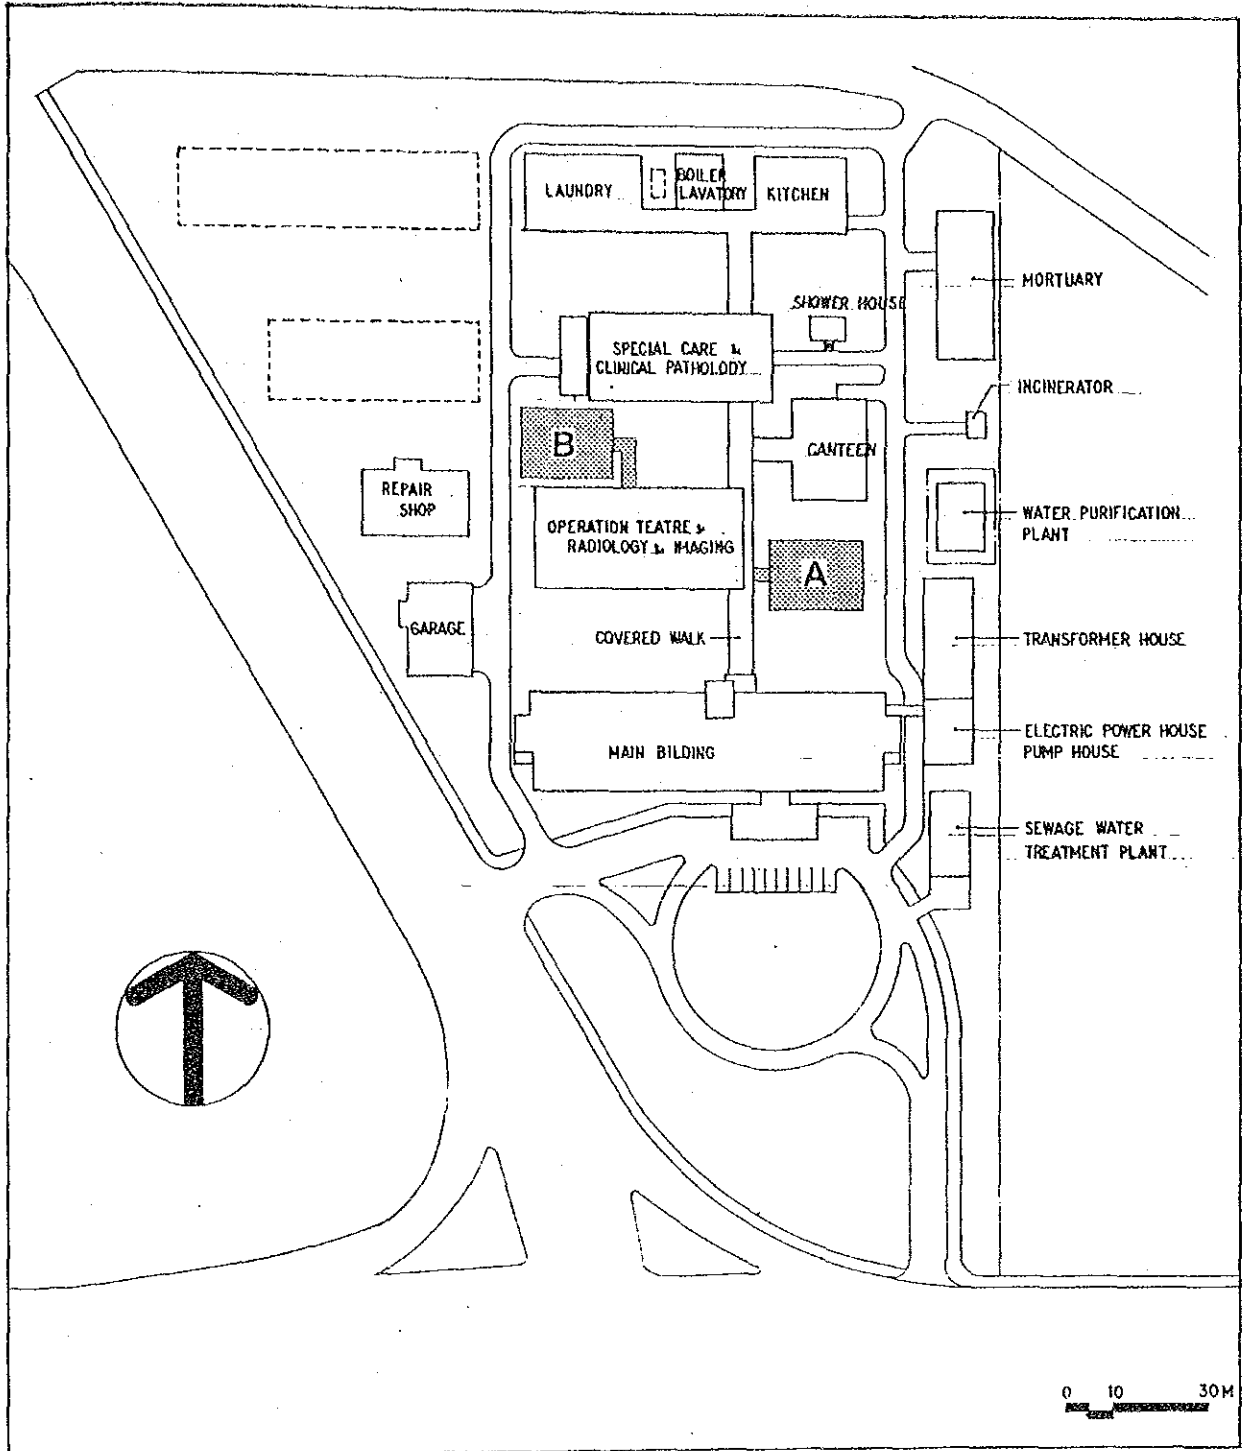 BOILER
LAUNDRY
LAVATORY
KITCHEN
MORTUARY
SHOWER HOUSE
SPECIAL CARE &
CLINICAL PATHOLODY
INCINERATOR
B
CANTEEN
REPAIR
SHOP
WATER PURIFICATION
PLANT
OPERATION TEATRE &
RADIOLOGY & IMAGING
A
GARAGE
COVERED WALK
TRANSFORMER HOUSE
MAIN BILDING
ELECTRIC POWER HOUSE
PUMP HOUSE
SEWAGE WATER
TREATMENT PLANT
0 10 30M